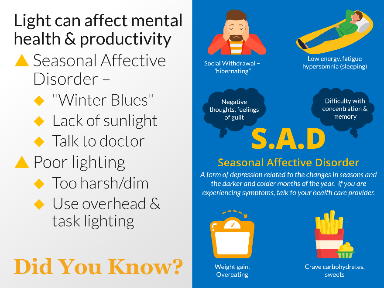 Light can affect mental
health & productivity
Seasonal Affective
Disorder –
"Winter Blues"
Lack of sunlight
Talk to doctor
Poor lighting
Too harsh/dim
Use overhead &
task lighting
Did You Know?
Social Withdrawal –
"hibernating"
Low energy, fatigue
hypersomnia (sleeping)
Negative
thoughts, feelings
of guilt
Difficulty with
concentration &
memory
S.A.D
Seasonal Affective Disorder
A form of depression related to the changes in seasons and
the darker and colder months of the year. If you are
experiencing symptoms, talk to your health care provider.
Weight gain,
Overeating
Crave carbohydrates,
sweets